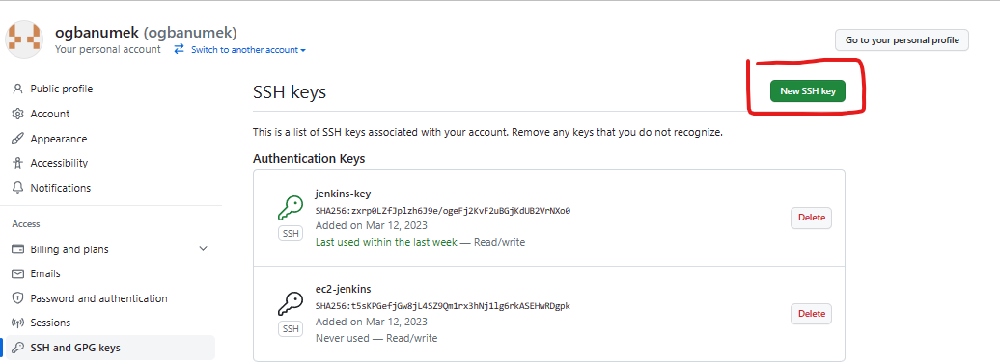 ogbanumek (ogbanumek)
Your personal account Switch to another account
Go to your personal profile
Public profile
Account
Appearance
Accessibility
Notifications
Access
Billing and plans
Emails
Password and authentication
Sessions
SSH and GPG keys
SSH keys
New SSH key
This is a list of SSH keys associated with your account. Remove any keys that you do not recognize.
Authentication Keys
jenkins-key
SHA256:zxrp0LZfJplzh6J9e/ogeFj2KvF2uBGjKdUB2VrNXo0
Added on Mar 12, 2023
Last used within the last week — Read/write
SSH
Delete
ec2-jenkins
SHA256:t5sKPGefjGw8jL4SZ9Qm1rx3hNj1lg6rkASEHwRDgpk
Added on Mar 12, 2023
Never used — Read/write
SSH
Delete